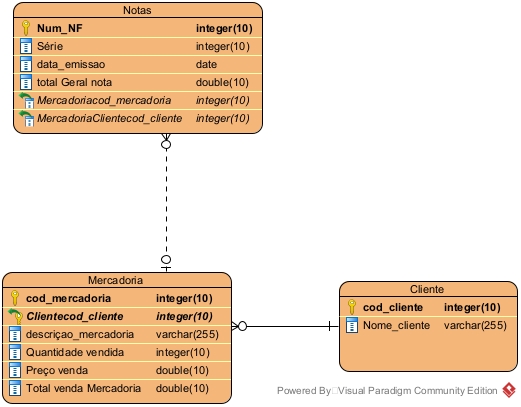 Notas
Num_NF integer(10)
Série integer(10)
data_emissao date
total Geral nota double(10)
Mercadoriacod_mercadoria integer(10)
MercadoriaClientecod_cliente integer(10)
Mercadoria
cod_mercadoria integer(10)
Clientecod_cliente integer(10)
descriçao_mercadoria varchar(255)
Quantidade vendida integer(10)
Preço venda double(10)
Total venda Mercadoria double(10)
Cliente
cod_cliente integer(10)
Nome_cliente varchar(255)
Powered By Visual Paradigm Community Edition